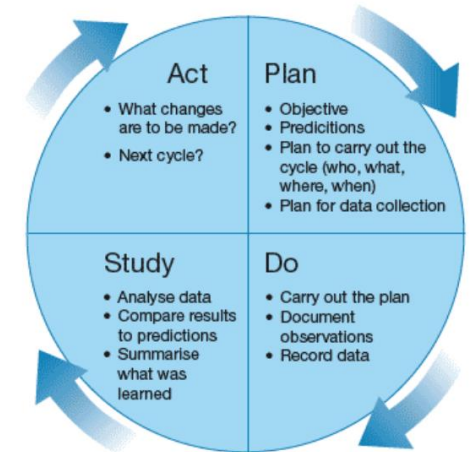 Act
• What changes
are to be made?
• Next cycle?
Plan
• Objective
• Predicitions
• Plan to carry out the
cycle (who, what,
where, when)
• Plan for data collection
Study
• Analyse data
• Compare results
to predictions
• Summarise
what was
learned
Do
• Carry out the plan
• Document
observations
• Record data